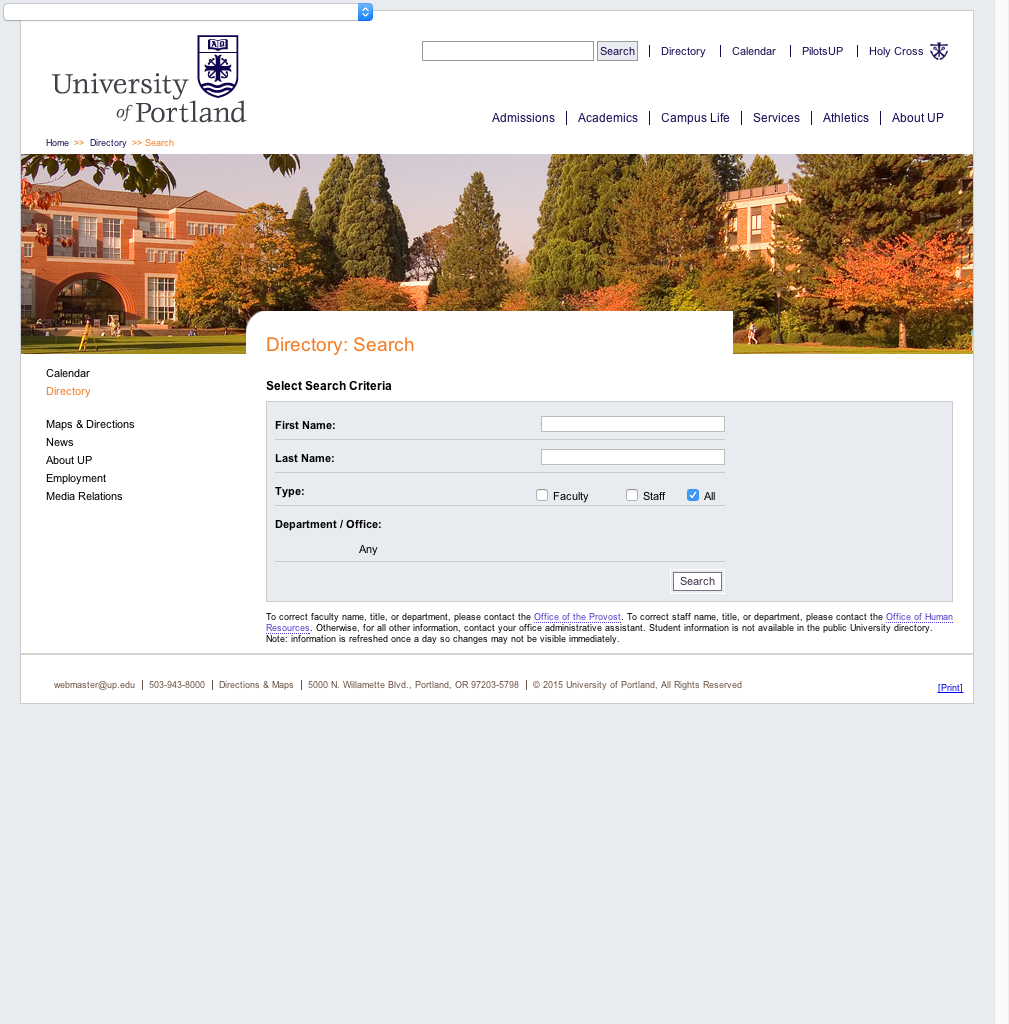 Search
Directory
Calendar
PilotsUP
Holy Cross
University
of Portland
Admissions
Academics
Campus Life
Services
Athletics
About UP
Home >> Directory >> Search
Directory: Search
Calendar
Directory
Maps & Directions
News
About UP
Employment
Media Relations
Select Search Criteria
First Name:
Last Name:
Type:
Faculty
Staff
All
Department / Office:
Any
Search
To correct faculty name, title, or department, please contact the Office of the Provost. To correct staff name, title, or department, please contact the Office of Human
Resources. Otherwise, for all other information, contact your office administrative assistant. Student information is not available in the public University directory.
Note: information is refreshed once a day so changes may not be visible immediately.
webmaster@up.edu
503-943-8000
Directions & Maps
5000 N. Willamette Blvd., Portland, OR 97203-5798
© 2015 University of Portland, All Rights Reserved
[Print]